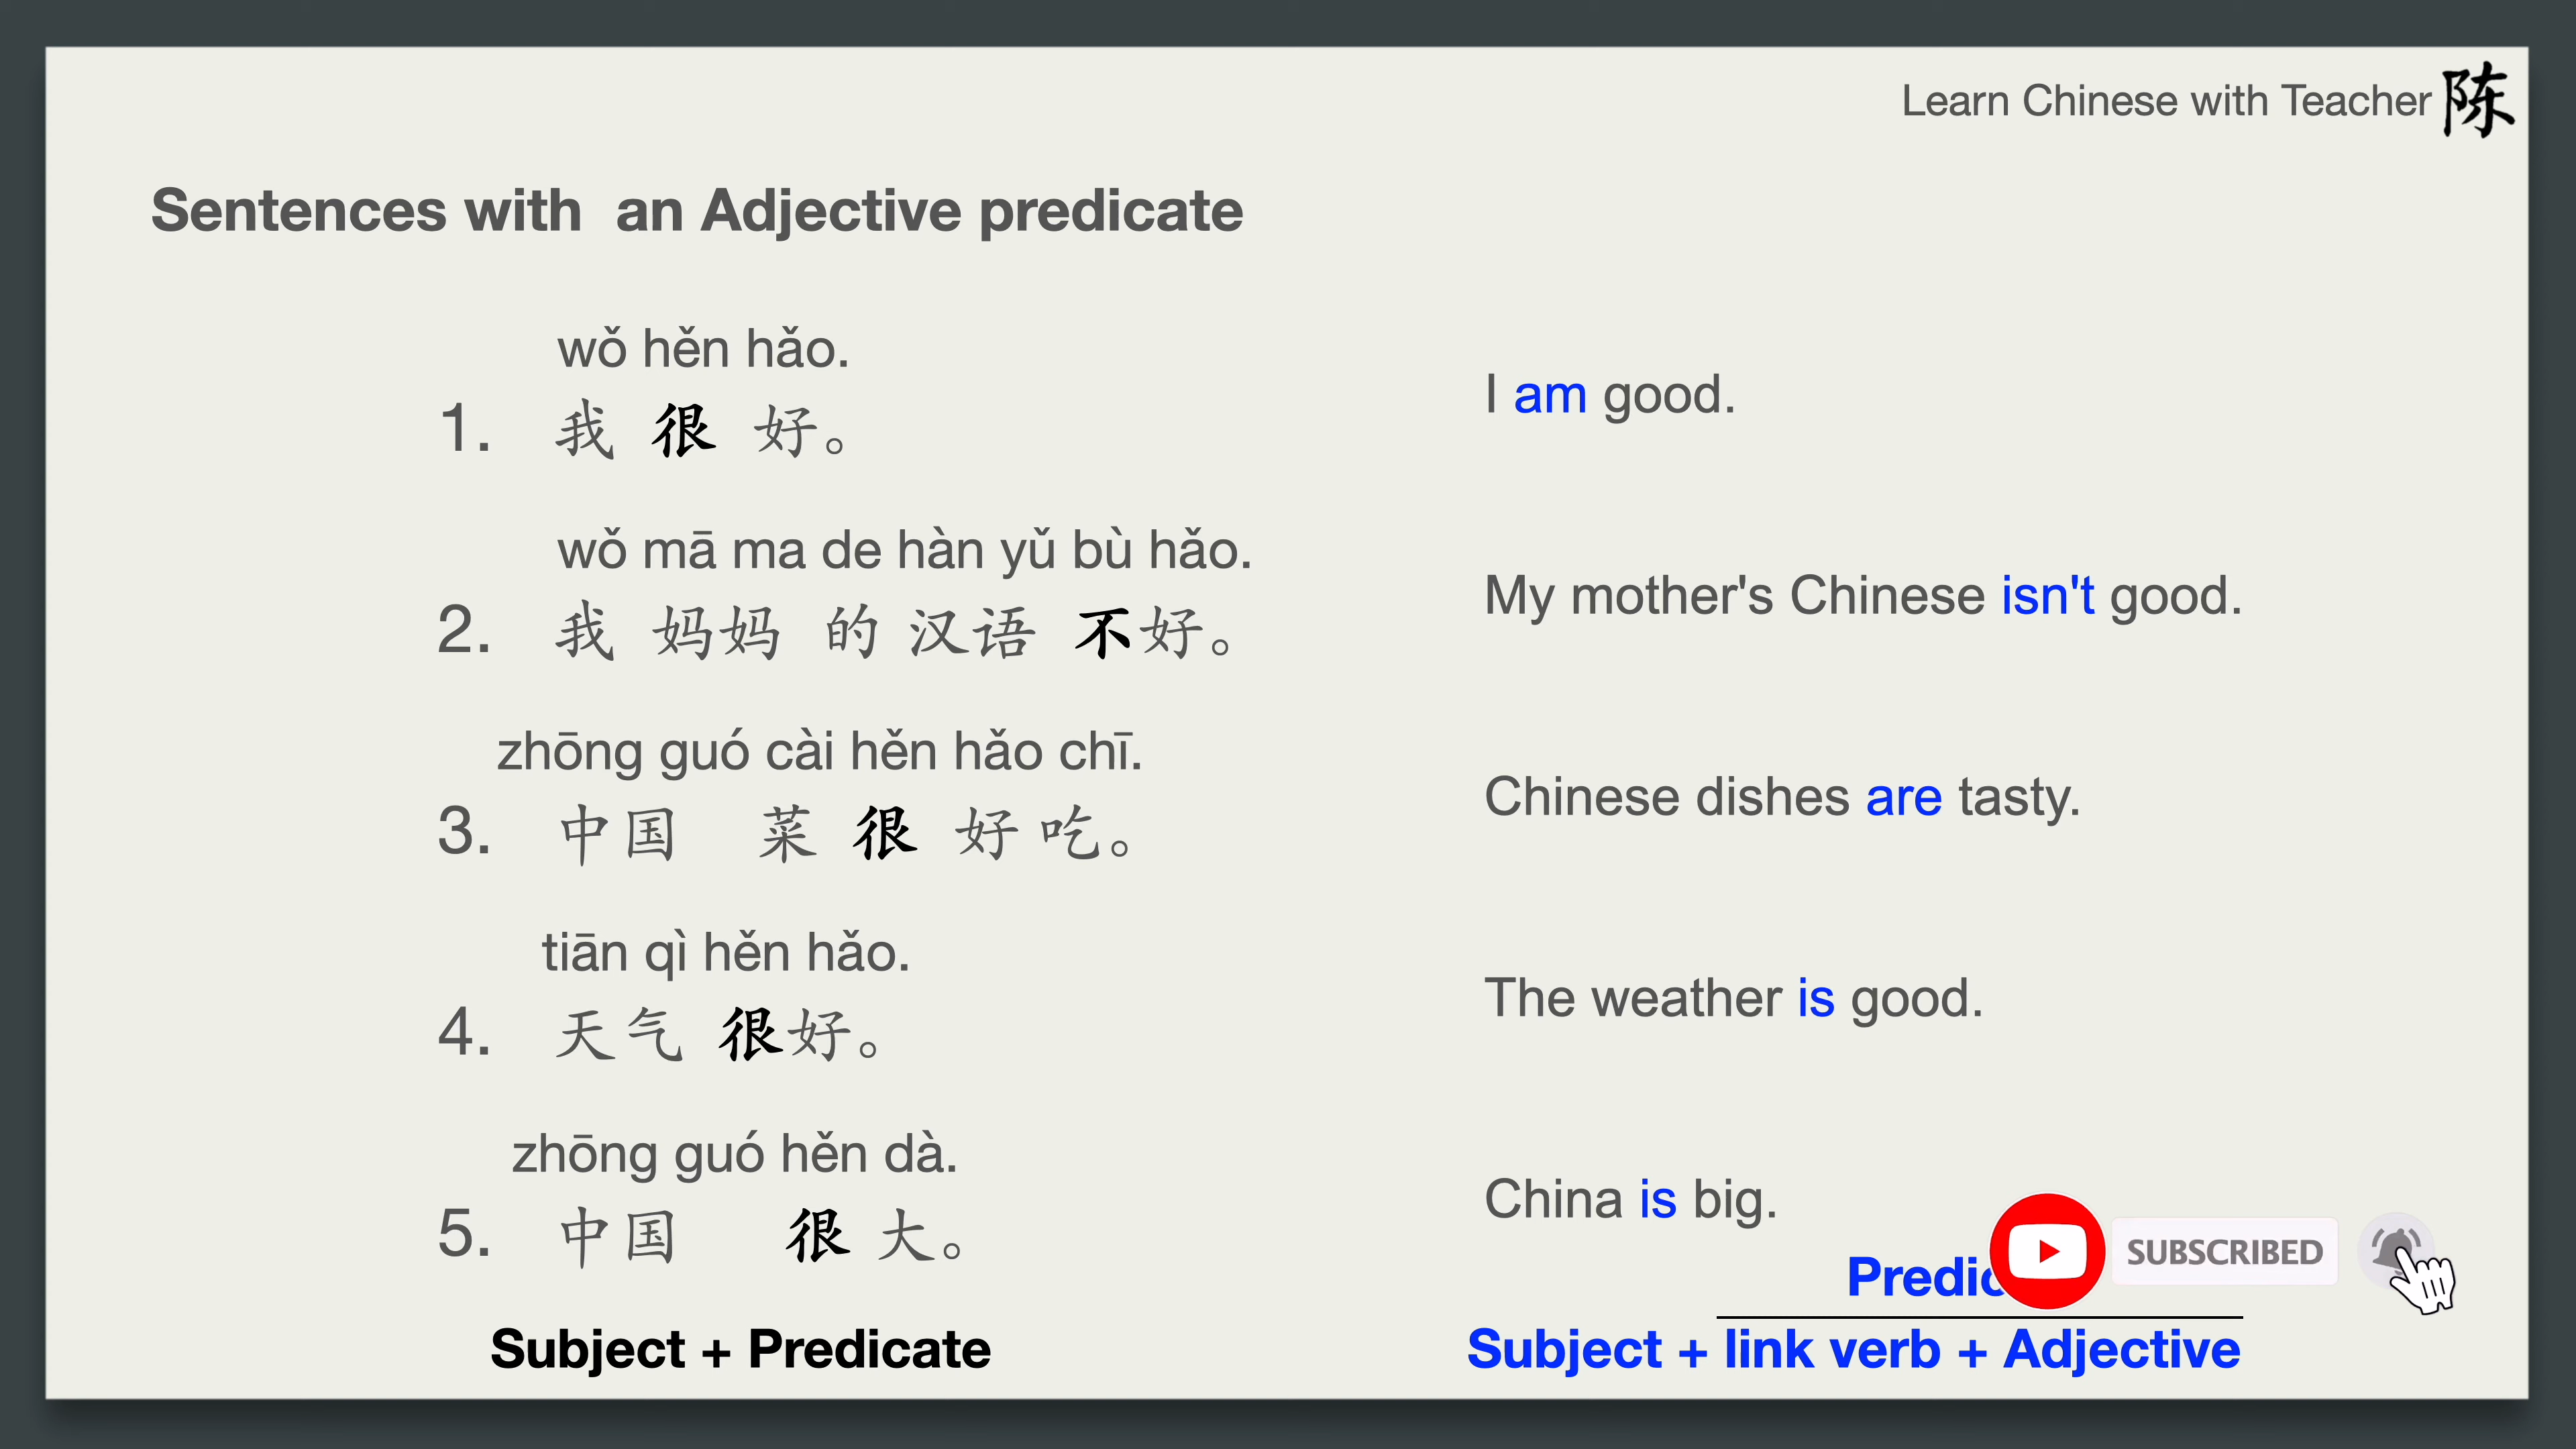 Learn Chinese with Teacher 陈
Sentences with an Adjective predicate
wǒ hěn hǎo.
1. 我 很 好。
I am good.
wǒ mā ma de hàn yǔ bù hǎo.
2. 我 妈妈 的 汉语 不好。
My mother's Chinese isn't good.
zhōng guó cài hěn hǎo chī.
3. 中国 菜 很 好 吃。
Chinese dishes are tasty.
tiān qì hěn hǎo.
4. 天气 很好。
The weather is good.
zhōng guó hěn dà.
5. 中国 很 大。
China is big.
SUBSCRIBED
Subject + Predicate
Subject + link verb + Adjective